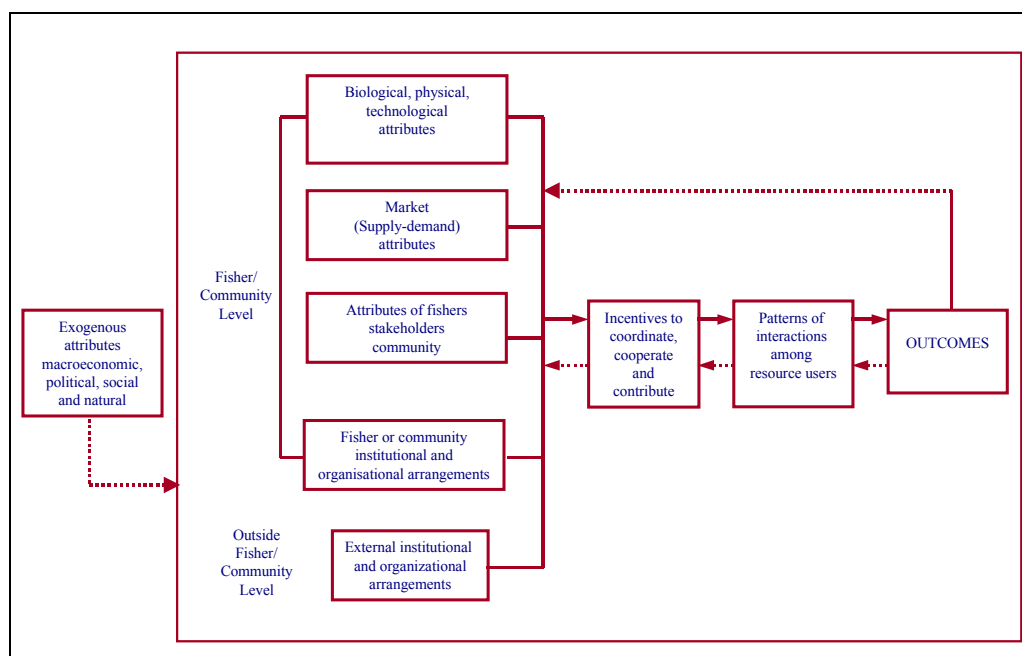 Biological, physical,
technological
attributes
Market
(Supply-demand)
attributes
Fisher/
Community
Level
Attributes of fishers
stakeholders
community
Exogenous
attributes
macroeconomic,
political, social
and natural
Incentives to
coordinate,
cooperate
and
contribute
Patterns of
interactions
among
resource users
OUTCOMES
Fisher or community
institutional and
organisational arrangements
Outside
Fisher/
Community
Level
External institutional
and organizational
arrangements